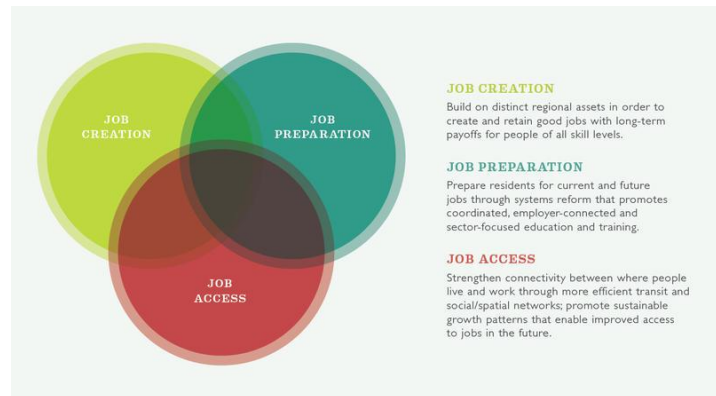 JOB
CREATION
JOB
PREPARATION
JOB
ACCESS
JOB CREATION
Build on distinct regional assets in order to
create and retain good jobs with long-term
payoffs for people of all skill levels.
JOB PREPARATION
Prepare residents for current and future
jobs through systems reform that promotes
coordinated, employer-connected and
sector-focused education and training.
JOB ACCESS
Strengthen connectivity between where people
live and work through more efficient transit and
social/spatial networks; promote sustainable
growth patterns that enable improved access
to jobs in the future.